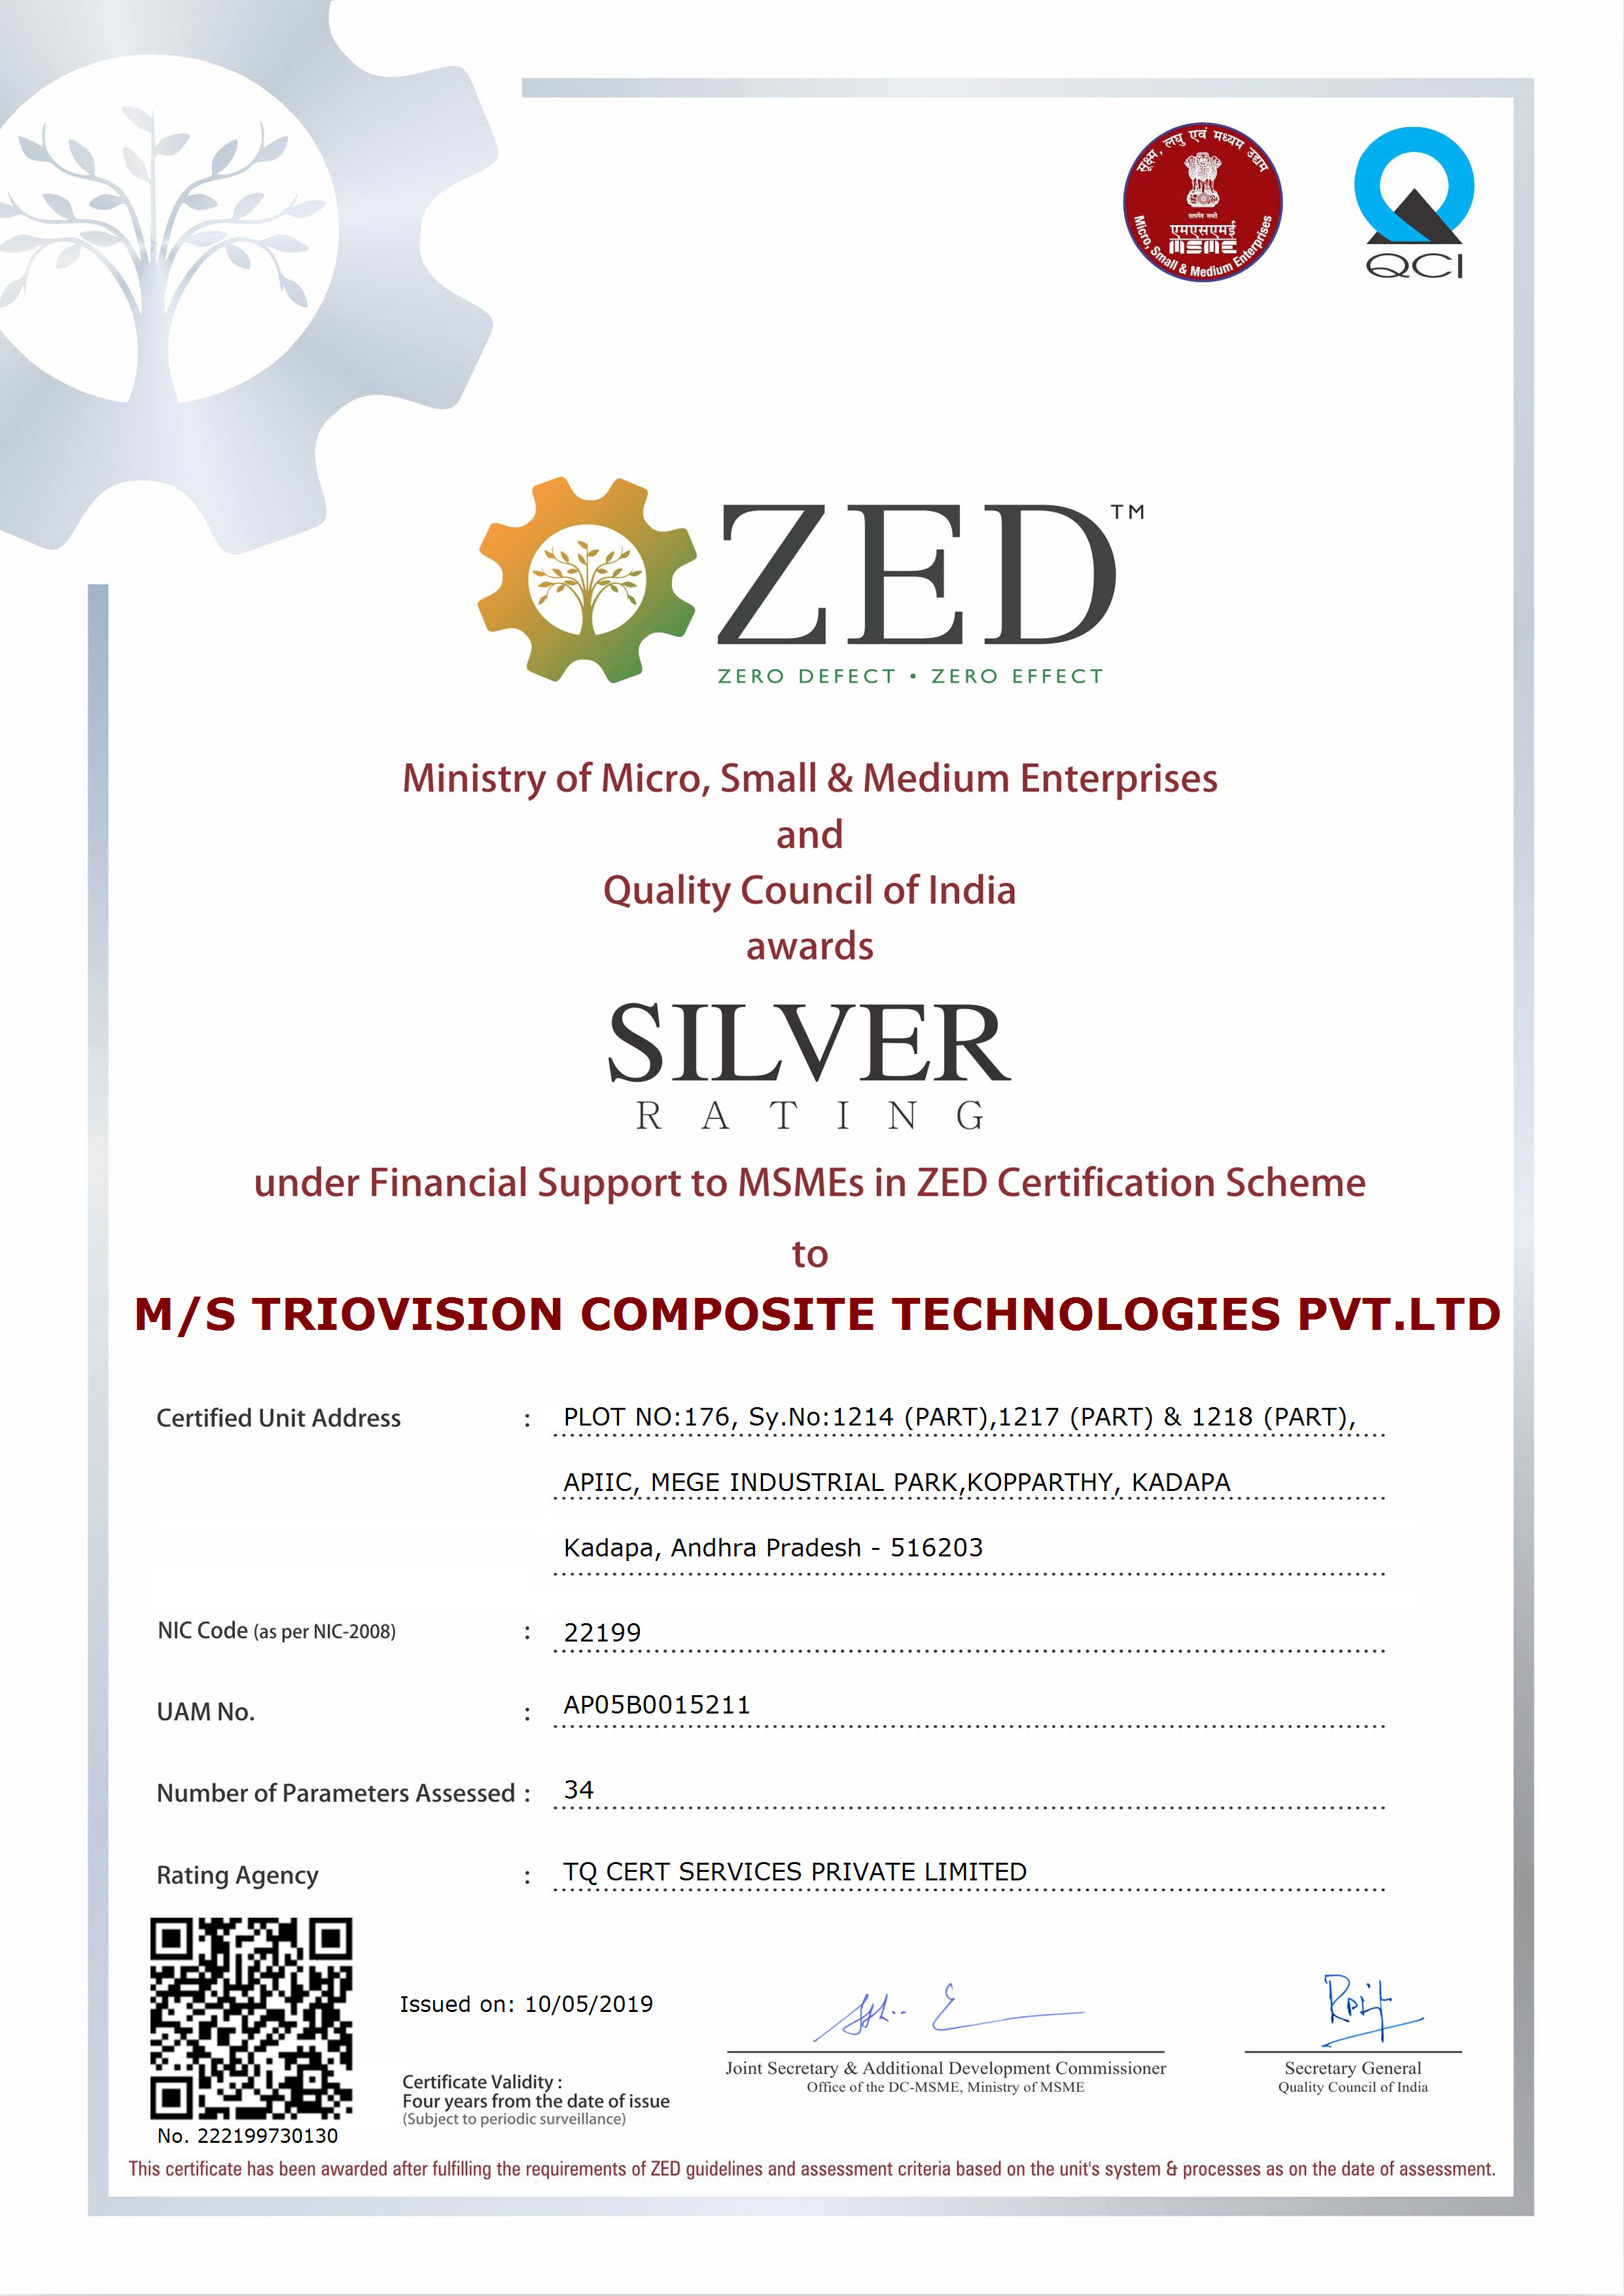 सूक्ष्म, लघु एवं मध्यम उद्यम
सत्यमेव जयते
एमएसएमई
MSME
Micro, Small & Medium Enterprises
QCI
ZED™
ZERO DEFECT • ZERO EFFECT
Ministry of Micro, Small & Medium Enterprises
and
Quality Council of India
awards
SILVER
RATING
under Financial Support to MSMEs in ZED Certification Scheme
to
M/S TRIOVISION COMPOSITE TECHNOLOGIES PVT.LTD
Certified Unit Address : PLOT NO:176, Sy.No:1214 (PART),1217 (PART) & 1218 (PART),
APIIC, MEGE INDUSTRIAL PARK,KOPPARTHY, KADAPA
Kadapa, Andhra Pradesh - 516203
NIC Code (as per NIC-2008) : 22199
UAM No. : AP05B0015211
Number of Parameters Assessed : 34
Rating Agency : TQ CERT SERVICES PRIVATE LIMITED
Issued on: 10/05/2019
Certificate Validity :
Four years from the date of issue
(Subject to periodic surveillance)
No. 222199730130
Joint Secretary & Additional Development Commissioner
Office of the DC-MSME, Ministry of MSME
Secretary General
Quality Council of India
This certificate has been awarded after fulfilling the requirements of ZED guidelines and assessment criteria based on the unit's system & processes as on the date of assessment.